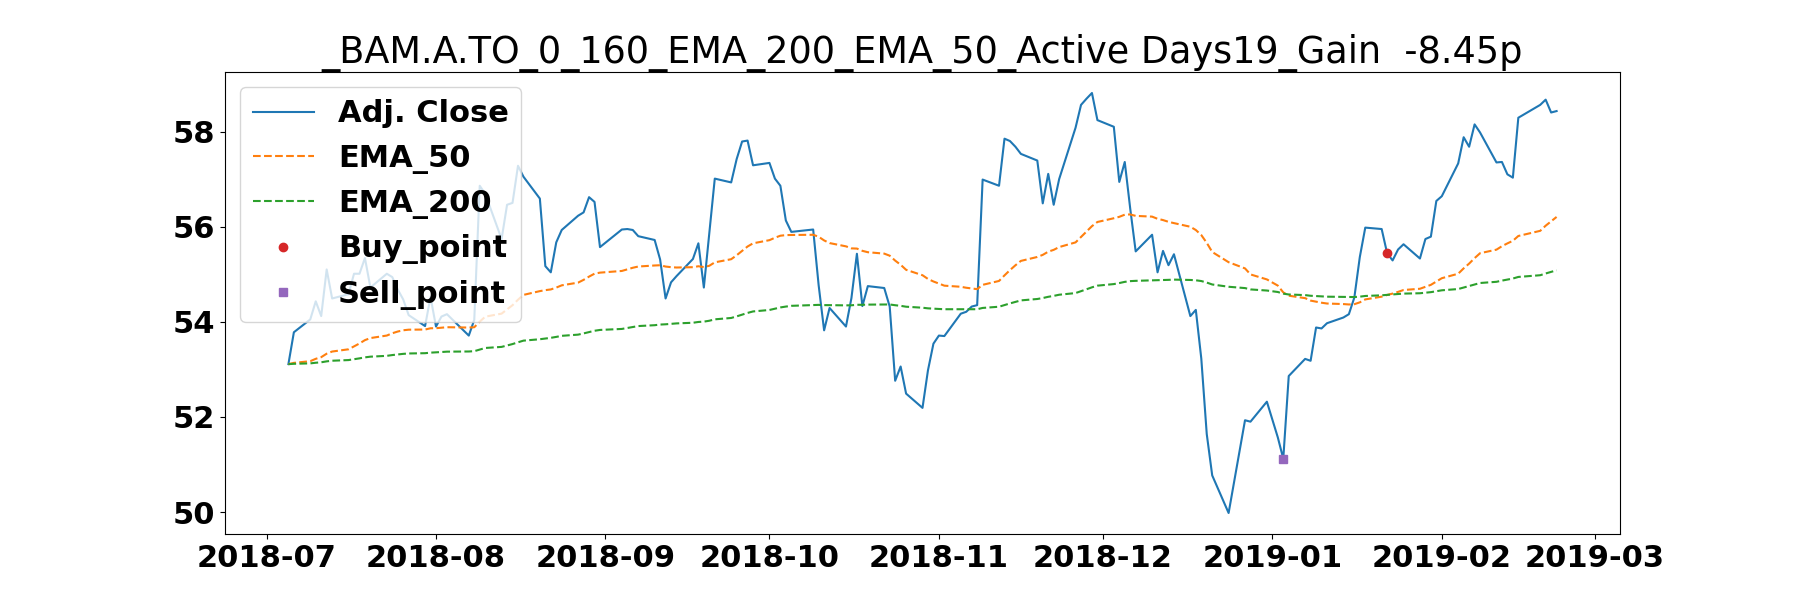 _BAM.A.TO_0_160_EMA_200_EMA_50_Active Days19_Gain  -8.45p
Adj. Close
EMA_50
EMA_200
Buy_point
Sell_point
58
56
54
52
50
2018-07 2018-08 2018-09 2018-10 2018-11 2018-12 2019-01 2019-02 2019-03